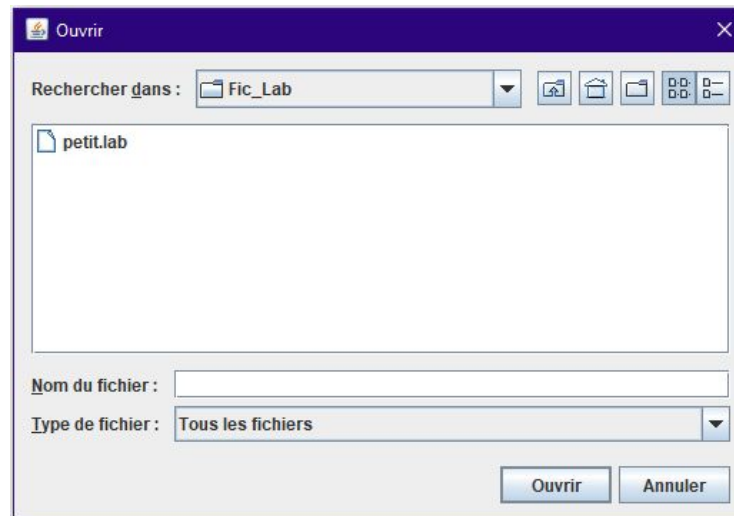 Ouvrir
Rechercher dans : Fic_Lab
petit.lab
Nom du fichier :
Type de fichier : Tous les fichiers
Ouvrir Annuler